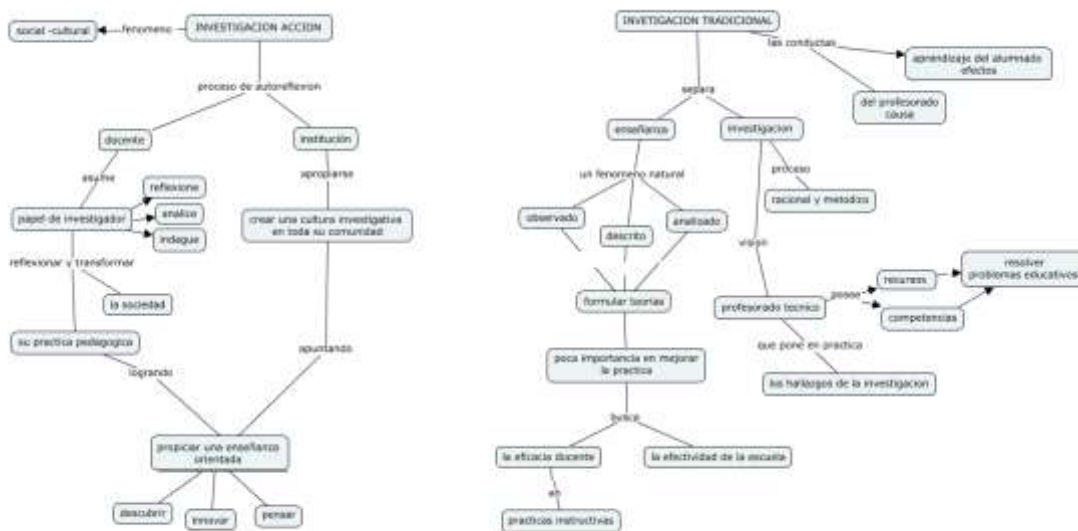 INVESTIGACION ACCION
fenomeno
social -cultural
proceso de autoreflexion
docente
institución
asume
apropiarse
papel de investigador
reflexione
analice
indague
crear una cultura investigativa
en toda su comunidad
reflexionar y transformar
la sociedad
su practica pedagogica
apuntando
logrando
propiciar una enseñanza
orientada
descubrir
innovar
pensar
INVETIGACION TRADICIONAL
las conductas
aprendizaje del alumnado
efectos
del profesorado
causa
separa
enseñanza
investigacion
un fenomeno natural
proceso
racional y metodico
observado
descrito
analizado
vision
formular teorias
profesorado tecnico
posee
recursos
competencias
resolver
problemas educativos
que pone en practica
los hallazgos de la investigacion
poca importancia en mejorar
la practica
busca
la eficacia docente
la efectividad de la escuela
en
practicas instructivas